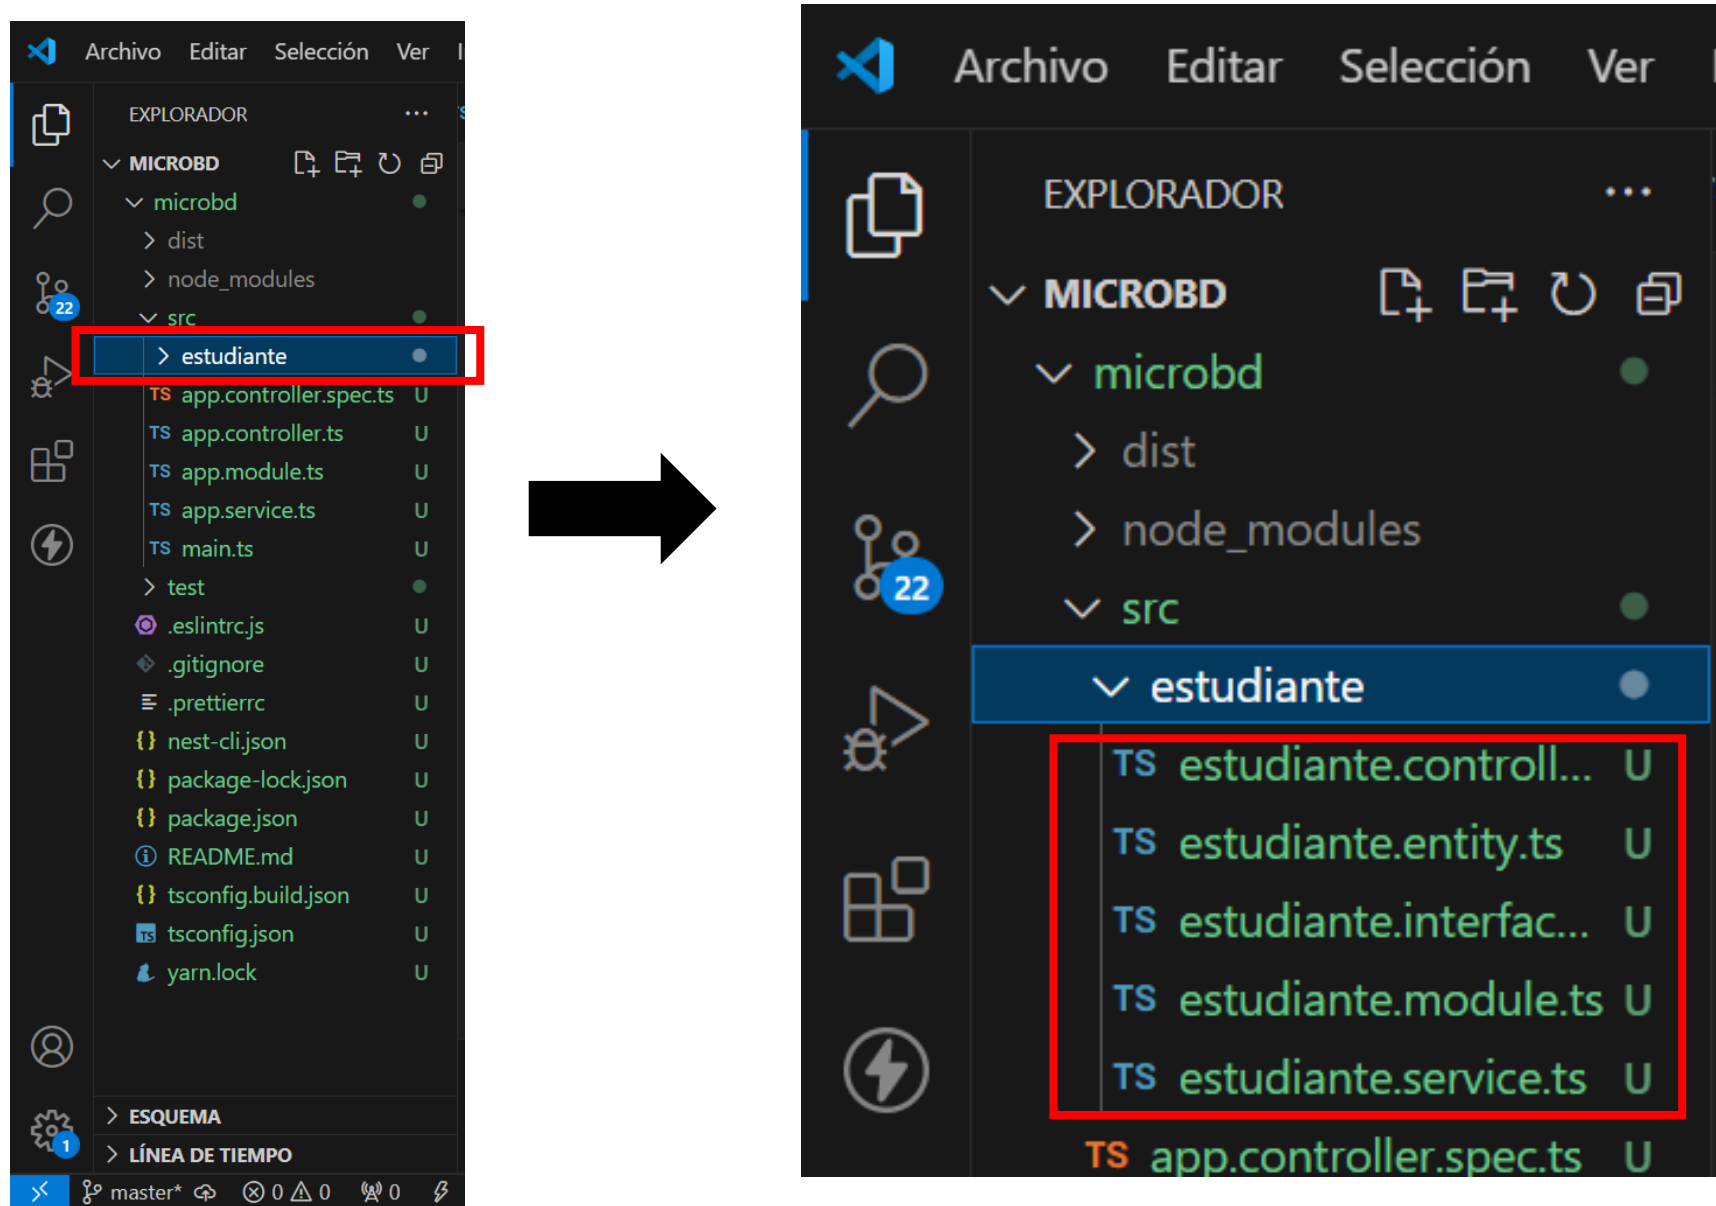 Archivo Editar Selección Ver
EXPLORADOR ...
MICROBD
microbd
dist
node_modules
22
src
estudiante
TS app.controller.spec.ts U
TS app.controller.ts U
TS app.module.ts U
TS app.service.ts U
TS main.ts U
test
.eslintrc.js U
.gitignore U
.prettierrc U
{} nest-cli.json U
{} package-lock.json U
{} package.json U
README.md U
{} tsconfig.build.json U
TS tsconfig.json U
yarn.lock U
ESQUEMA
1
LÍNEA DE TIEMPO
master* 0 0 0
Archivo Editar Selección Ver
EXPLORADOR ...
MICROBD
microbd
dist
node_modules
22
src
estudiante
TS estudiante.controll... U
TS estudiante.entity.ts U
TS estudiante.interfac... U
TS estudiante.module.ts U
TS estudiante.service.ts U
TS app.controller.spec.ts U